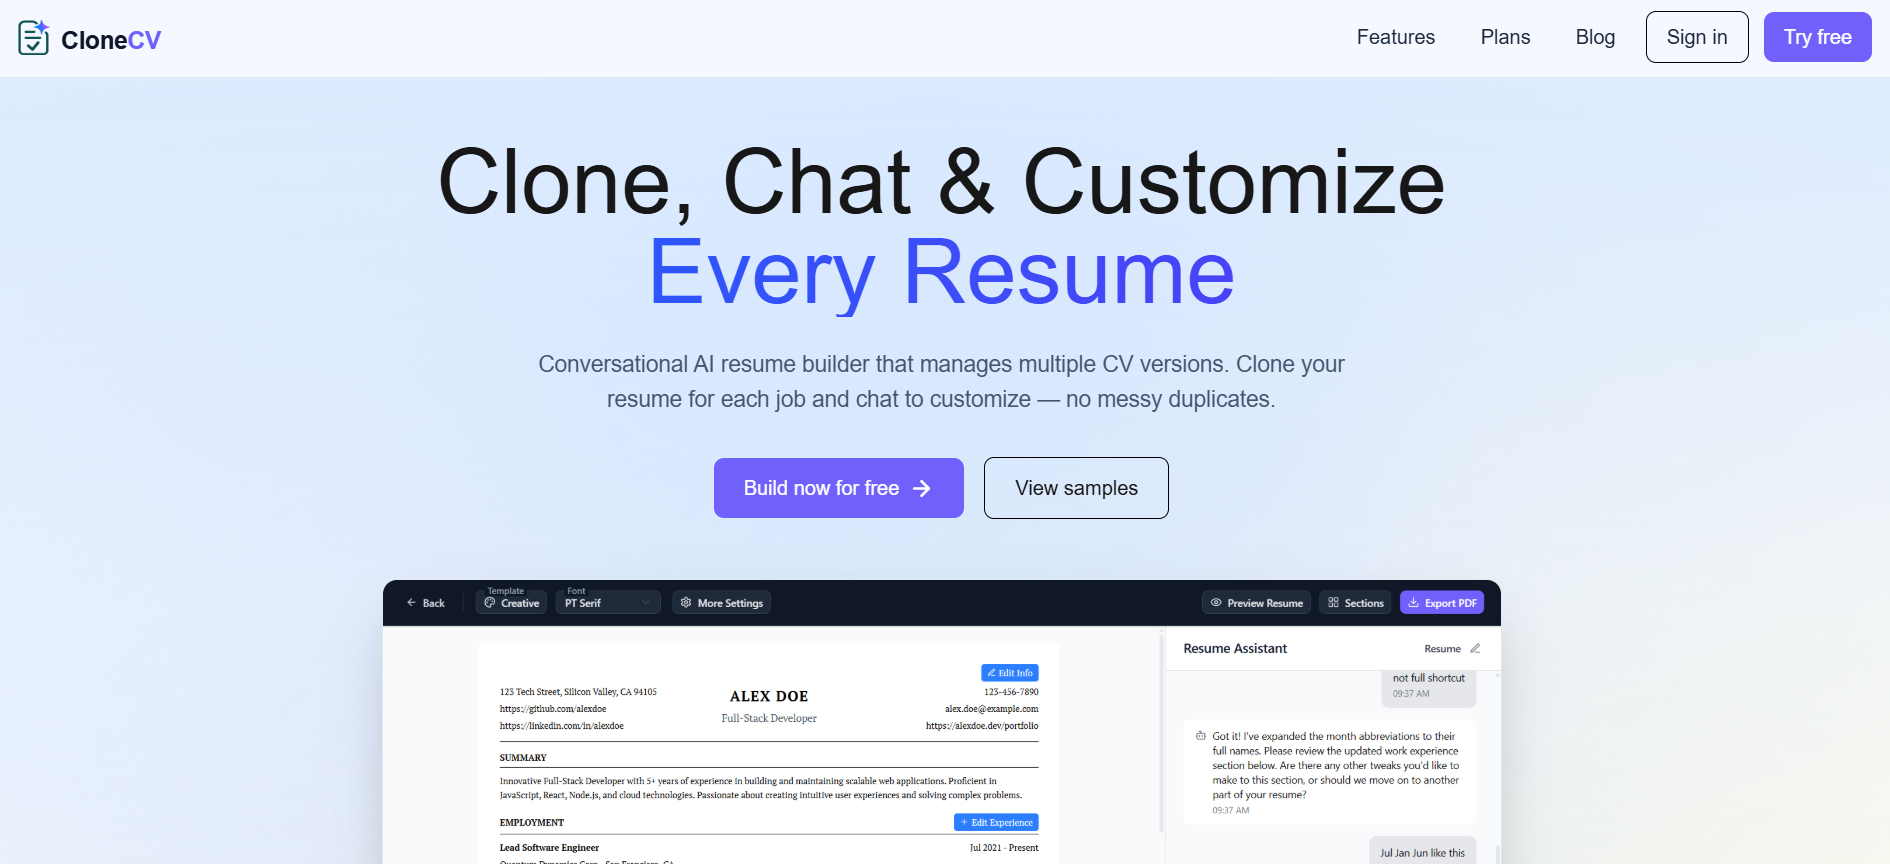 CloneCV
Features
Plans
Blog
Sign in
Try free
Clone, Chat & Customize
Every Resume
Conversational AI resume builder that manages multiple CV versions. Clone your
resume for each job and chat to customize — no messy duplicates.
Build now for free
View samples
Back
Template
Creative
Font
PT Serif
More Settings
Preview Resume
Sections
Export PDF
Edit Info
123 Tech Street, Silicon Valley, CA 94105
https://github.com/alexdoe
https://linkedin.com/in/alexdoe
ALEX DOE
Full-Stack Developer
123-456-7890
alex.doe@example.com
https://alexdoe.dev/portfolio
SUMMARY
Innovative Full-Stack Developer with 5+ years of experience in building and maintaining scalable web applications. Proficient in
JavaScript, React, Node.js, and cloud technologies. Passionate about creating intuitive user experiences and solving complex problems.
EMPLOYMENT
+ Edit Experience
Lead Software Engineer
Jul 2021 - Present
Quantum Dynamics Corp., San Francisco, CA
Resume Assistant
Resume
not full shortcut
09:37 AM
Got it! I've expanded the month abbreviations to their
full names. Please review the updated work experience
section below. Are there any other tweaks you'd like to
make to this section, or should we move on to another
part of your resume?
09:37 AM
Jul Jan Jun like this